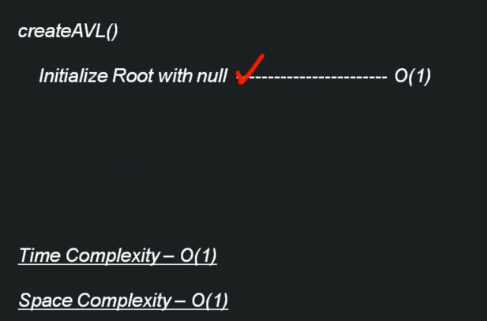 createAVL()
Initialize Root with null ----------------------- O(1)
Time Complexity – O(1)
Space Complexity – O(1)